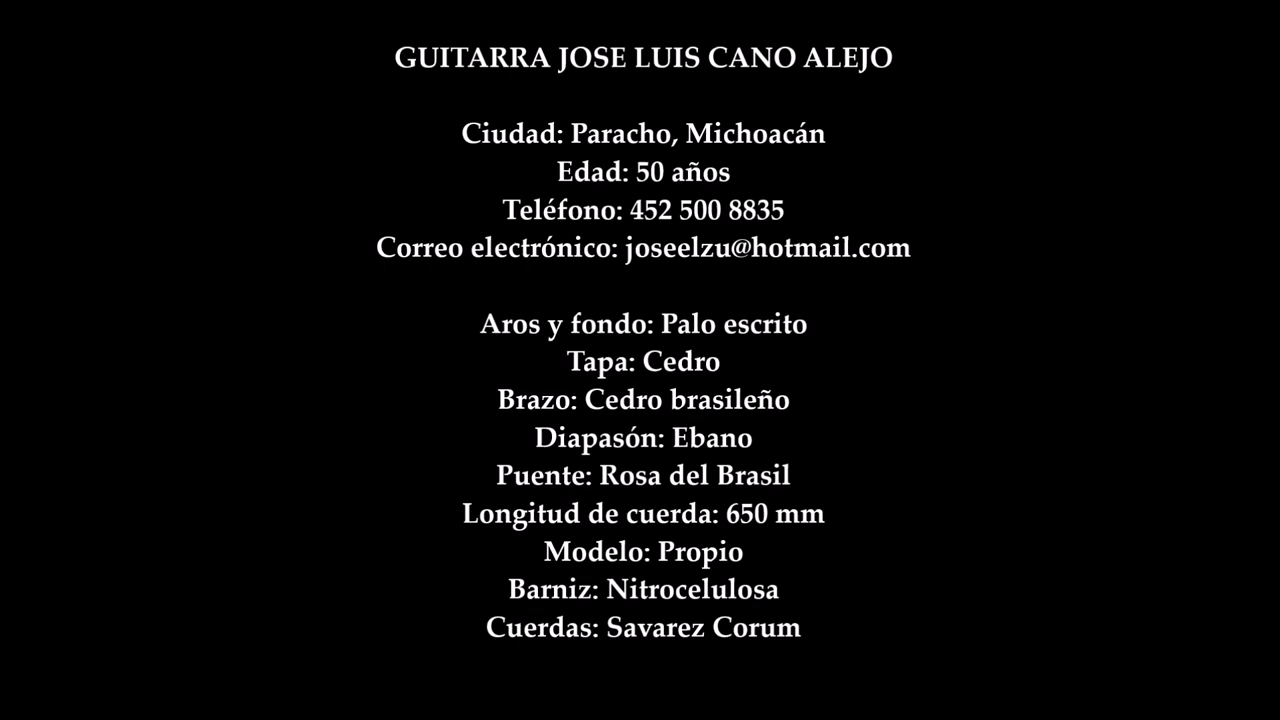 GUITARRA JOSE LUIS CANO ALEJO
Ciudad: Paracho, Michoacán
Edad: 50 años
Teléfono: 452 500 8835
Correo electrónico: joseelzu@hotmail.com
Aros y fondo: Palo escrito
Tapa: Cedro
Brazo: Cedro brasileño
Diapasón: Ebano
Puente: Rosa del Brasil
Longitud de cuerda: 650 mm
Modelo: Propio
Barniz: Nitrocelulosa
Cuerdas: Savarez Corum